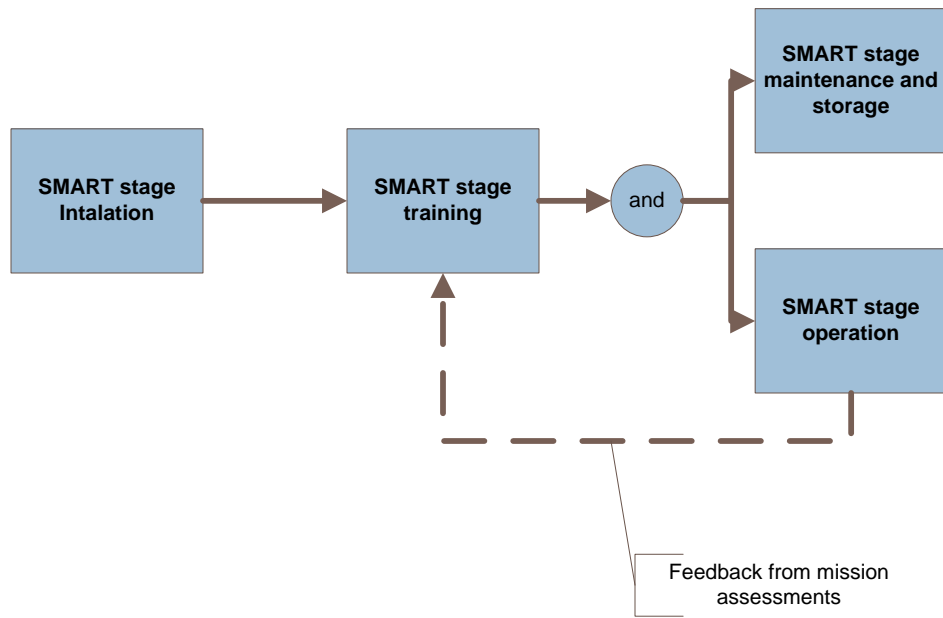 SMART stage
Intalation
SMART stage
training
and
SMART stage
maintenance and
storage
SMART stage
operation
Feedback from mission
assessments